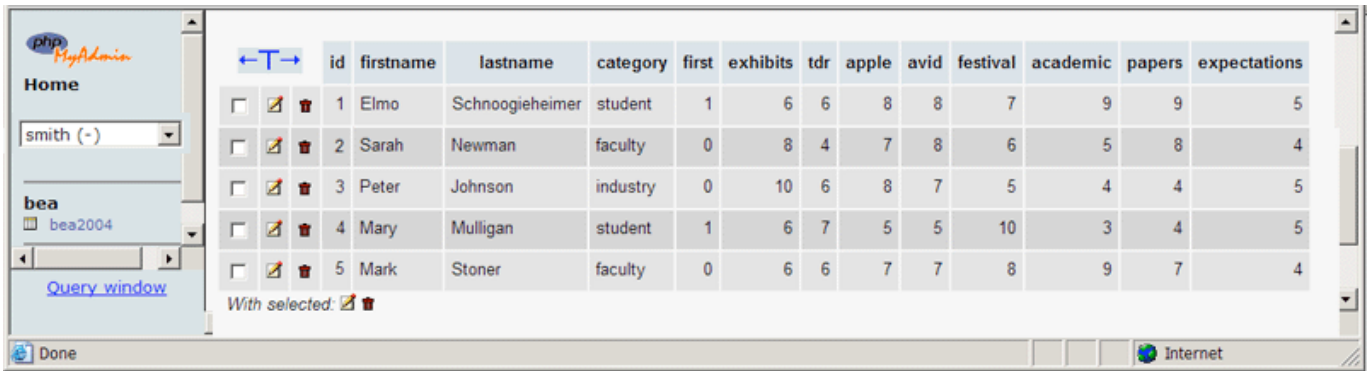 php
MyAdmin
Home
smith (-)
bea
bea2004
Query window
←T→ id firstname lastname category first exhibits tdr apple avid festival academic papers expectations
1 Elmo Schnoogieheimer student 1 6 6 8 8 7 9 9 5
2 Sarah Newman faculty 0 8 4 7 8 6 5 8 4
3 Peter Johnson industry 0 10 6 8 7 5 4 4 5
4 Mary Mulligan student 1 6 7 5 5 10 3 4 5
5 Mark Stoner faculty 0 6 6 7 7 8 9 7 4
With selected:
Done Internet